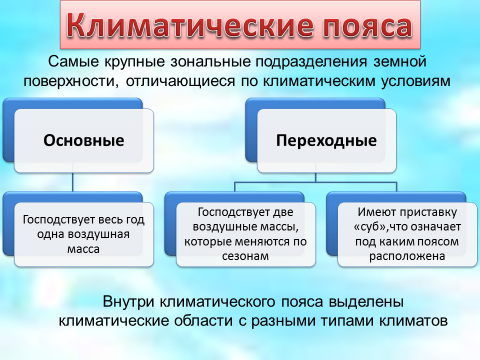 Климатические пояса
Самые крупные зональные подразделения земной
поверхности, отличающиеся по климатическим условиям
Основные
Переходные
Господствует весь год
одна воздушная
масса
Господствует две
воздушные массы,
которые меняются по
сезонам
Имеют приставку
«суб»,что означает
под каким поясом
расположена
Внутри климатического пояса выделены
климатические области с разными типами климатов